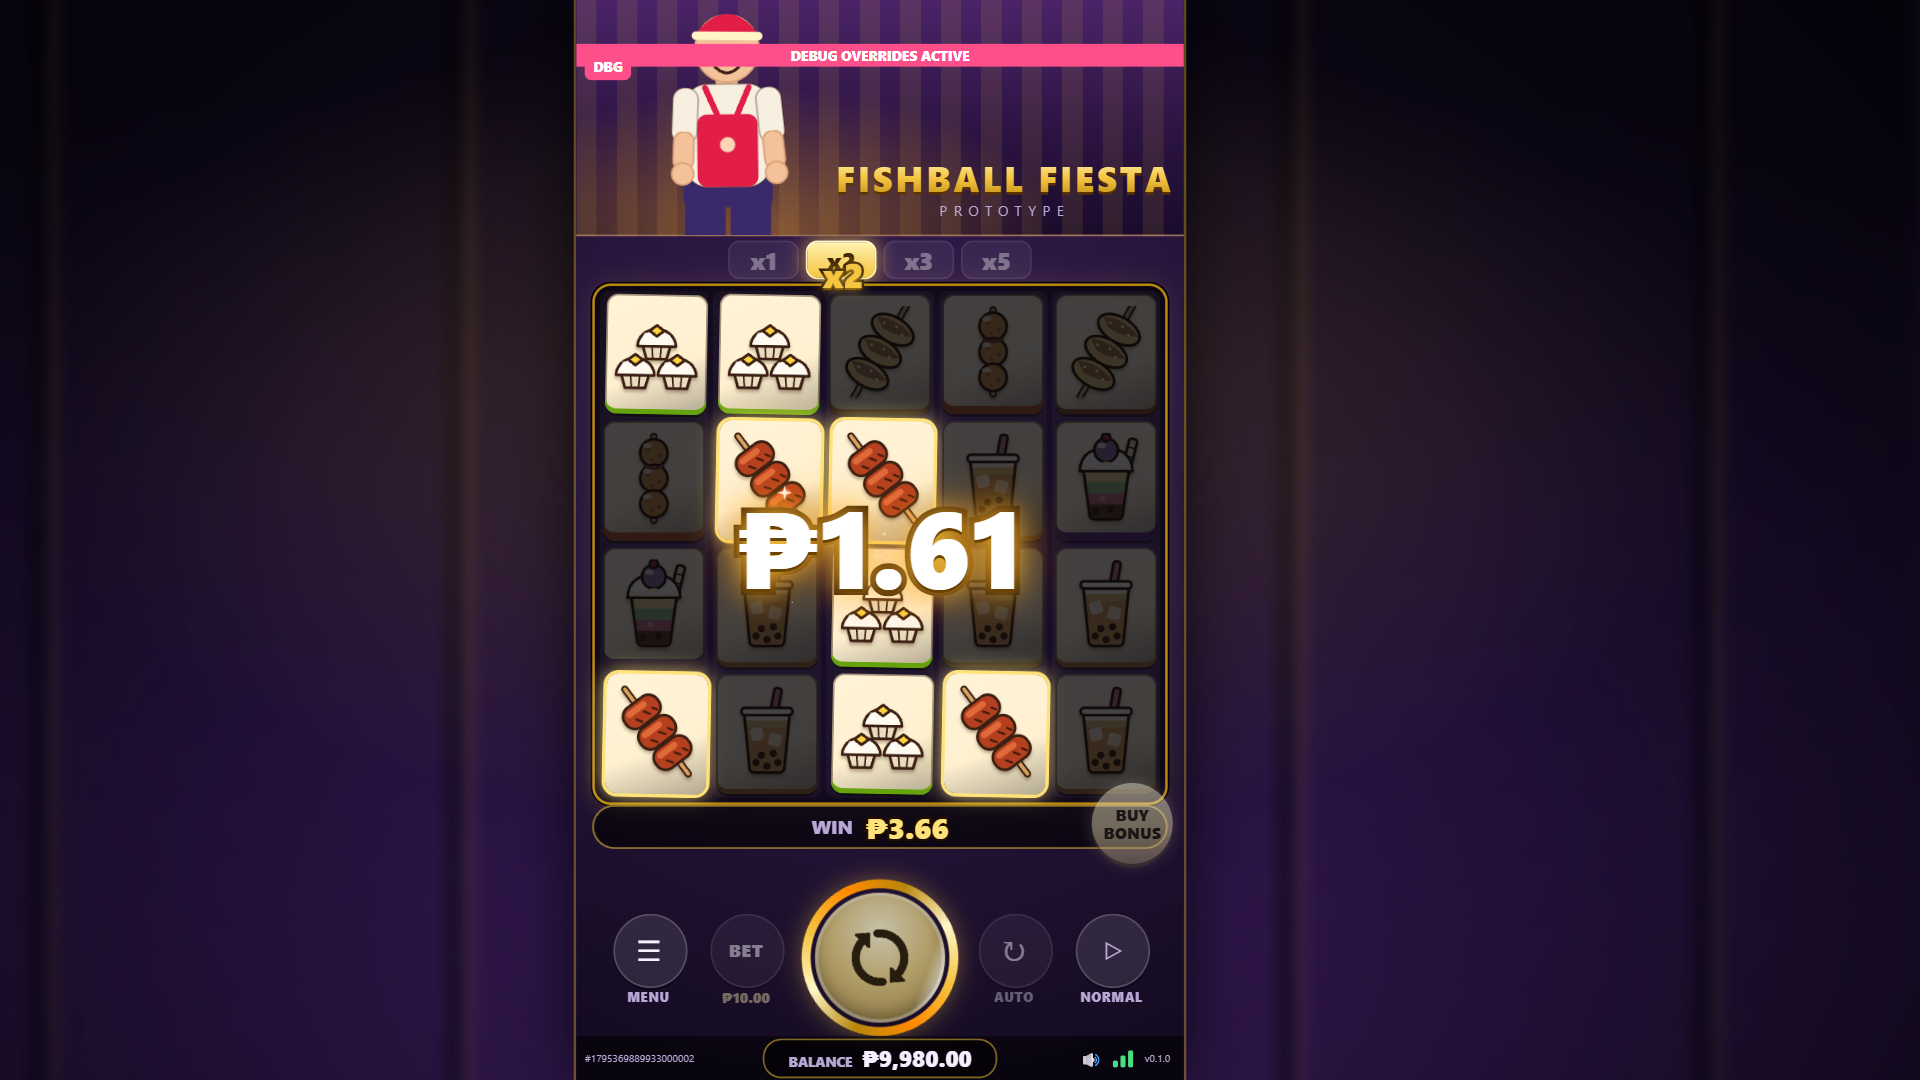 DEBUG OVERRIDES ACTIVE
DBG
FISHBALL FIESTA
PROTOTYPE
x1
x2
x3
x5
x2
₱1.61
WIN ₱3.66
BUY
BONUS
BET
MENU
₱10.00
AUTO
NORMAL
#1795369889933000002
BALANCE ₱9,980.00
v0.1.0